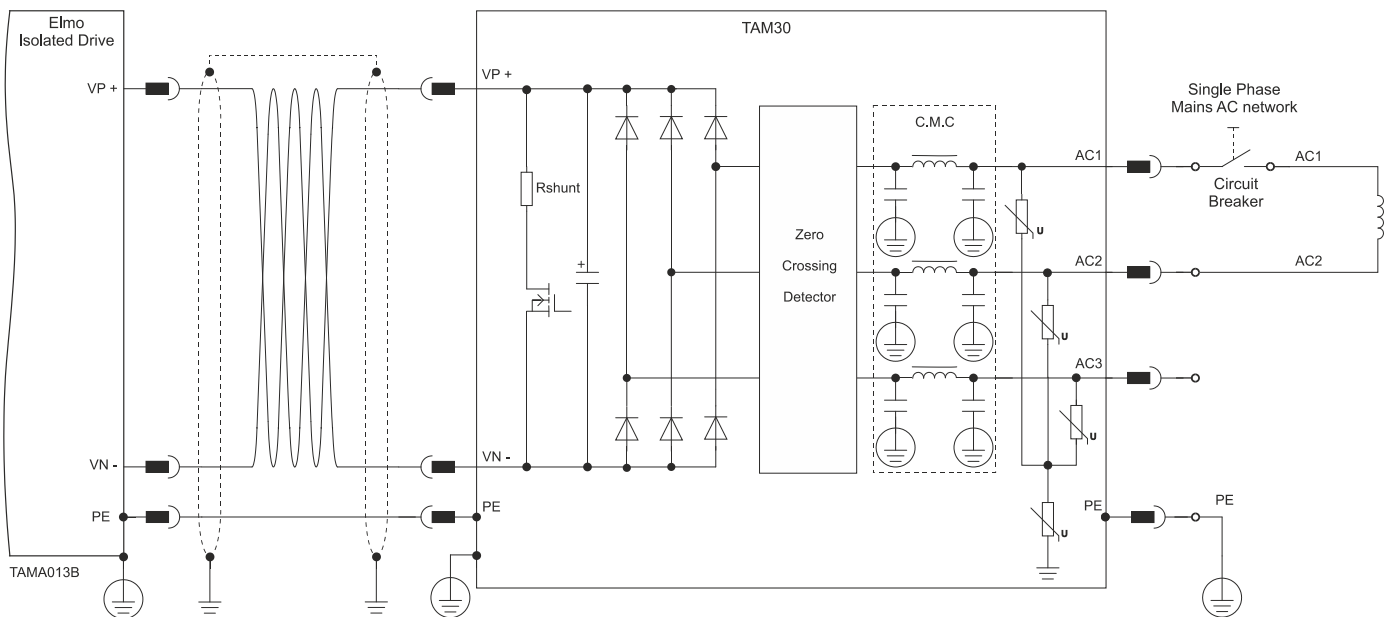 Elmo
Isolated Drive
TAM30
VP +
VP +
Single Phase
Mains AC network
C.M.C
AC1
AC1
Rshunt
Circuit
Breaker
U
Zero
Crossing
Detector
AC2
AC2
+
U
AC3
U
VN -
VN -
PE
PE
PE
PE
U
TAMA013B